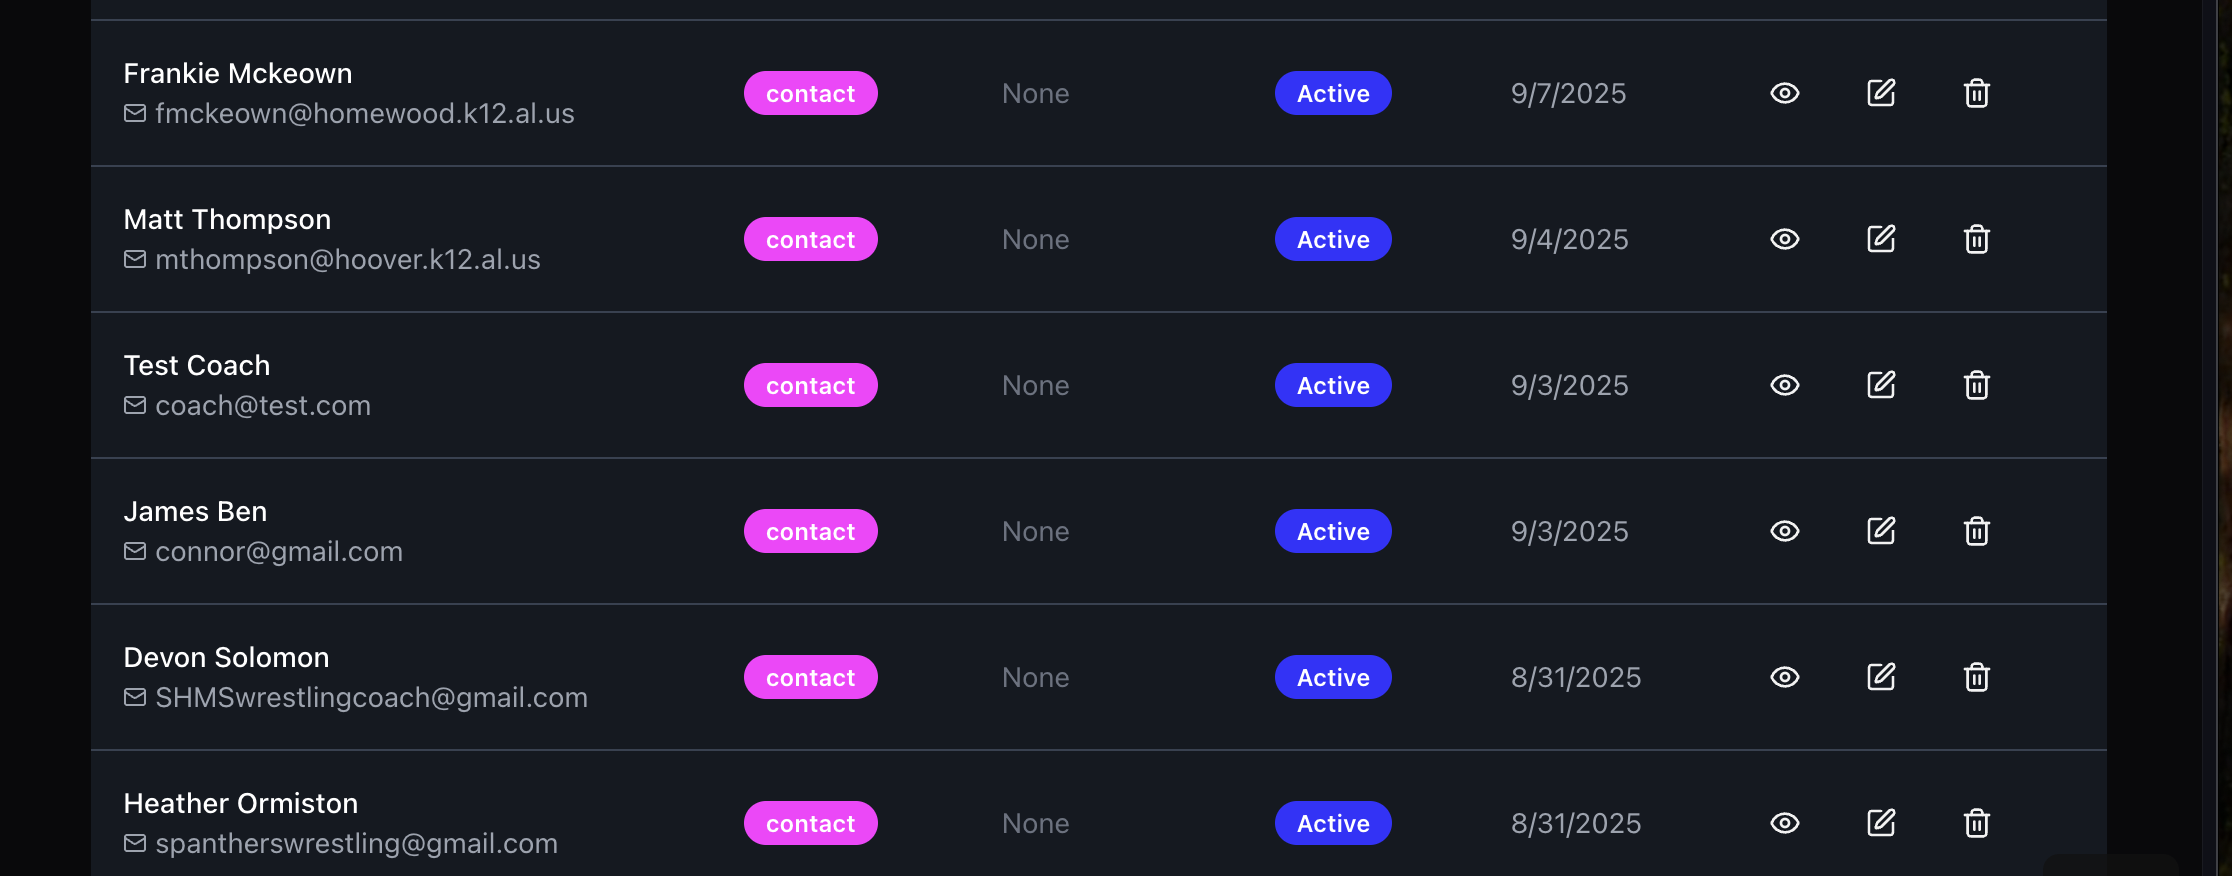 Frankie Mckeown
fmckeown@homewood.k12.al.us
contact
None
Active
9/7/2025
Matt Thompson
mthompson@hoover.k12.al.us
contact
None
Active
9/4/2025
Test Coach
coach@test.com
contact
None
Active
9/3/2025
James Ben
connor@gmail.com
contact
None
Active
9/3/2025
Devon Solomon
SHMSwrestlingcoach@gmail.com
contact
None
Active
8/31/2025
Heather Ormiston
spantherswrestling@gmail.com
contact
None
Active
8/31/2025